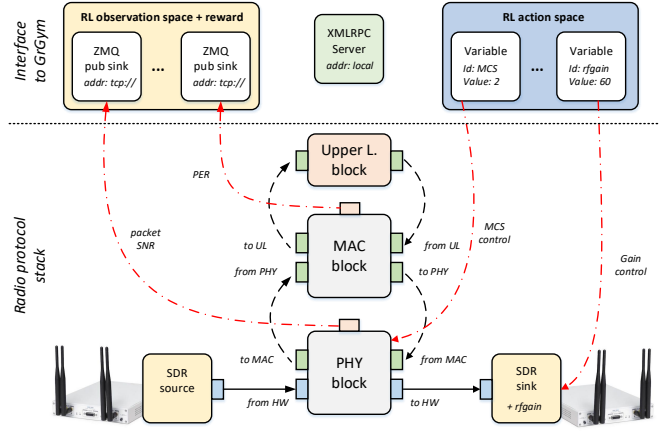 Interface
to GrGym
RL observation space + reward
ZMQ
pub sink
addr: tcp://
...
ZMQ
pub sink
addr: tcp://
XMLRPC
Server
addr: local
RL action space
Variable
Id: MCS
Value: 2
...
Variable
Id: rfgain
Value: 60
Radio protocol
stack
PER
packet
SNR
Upper L.
block
to UL
from UL
MAC
block
from PHY
to PHY
MCS
control
Gain
control
to MAC
from MAC
PHY
block
from HW
to HW
SDR
source
SDR
sink
+ rfgain